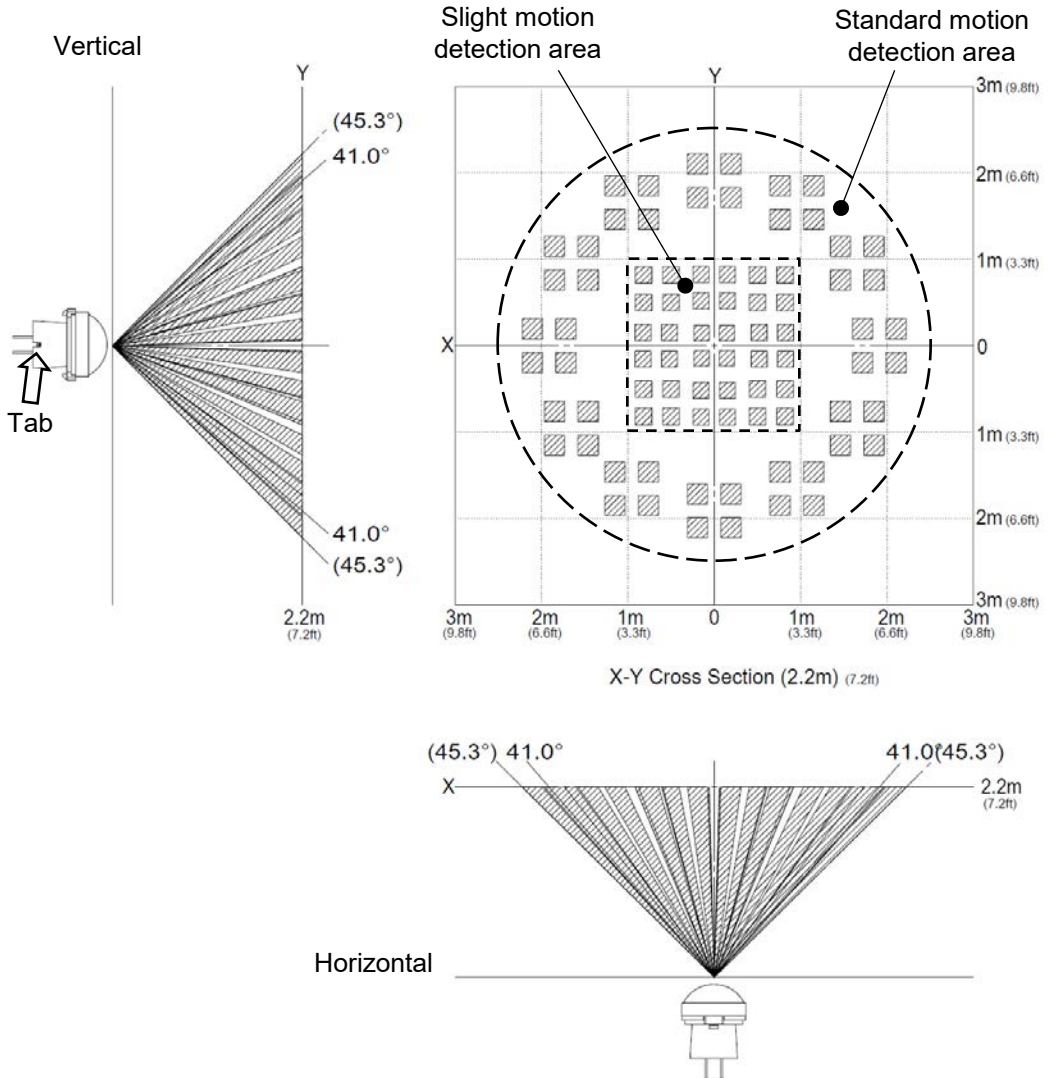 Vertical
Y
(45.3°)
41.0°
Tab
41.0°
(45.3°)
2.2m
(7.2ft)
Slight motion
detection area
Standard motion
detection area
Y
3m (9.8ft)
2m (6.6ft)
1m (3.3ft)
X
0
1m (3.3ft)
2m (6.6ft)
3m (9.8ft)
3m 2m 1m 0 1m 2m 3m
(9.8ft) (6.6ft) (3.3ft) (3.3ft) (6.6ft) (9.8ft)
X-Y Cross Section (2.2m) (7.2ft)
(45.3°) 41.0° 41.0°(45.3°)
X
2.2m
(7.2ft)
Horizontal